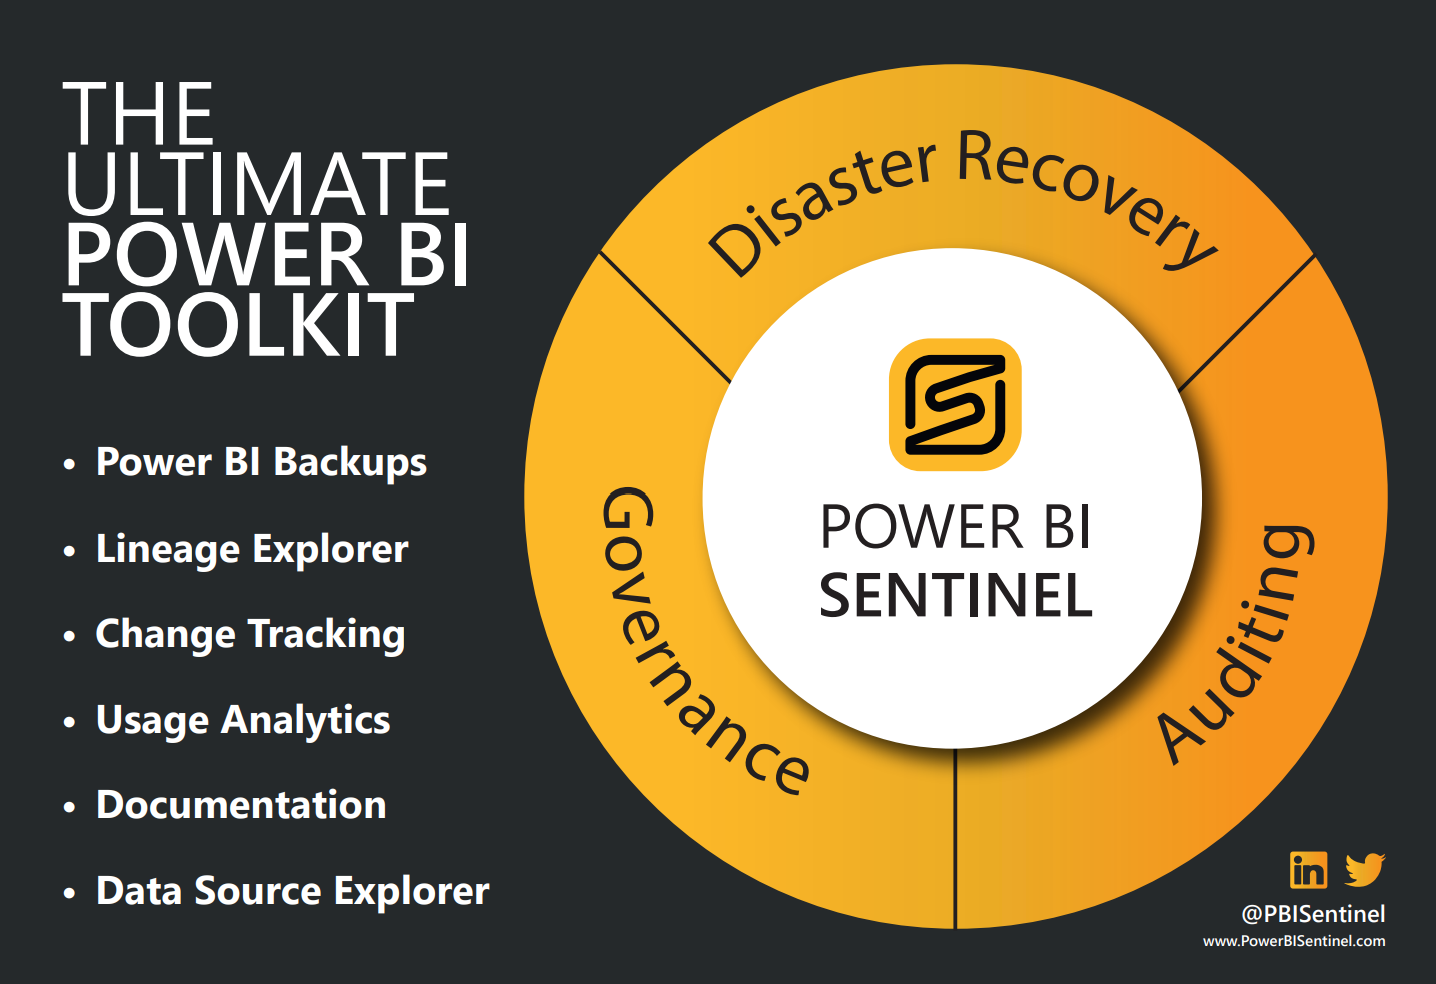 THE
ULTIMATE
POWER BI
TOOLKIT
• Power BI Backups
• Lineage Explorer
• Change Tracking
• Usage Analytics
• Documentation
• Data Source Explorer
Disaster Recovery
Governance
Auditing
POWER BI
SENTINEL
in
@PBISentinel
www.PowerBISentinel.com